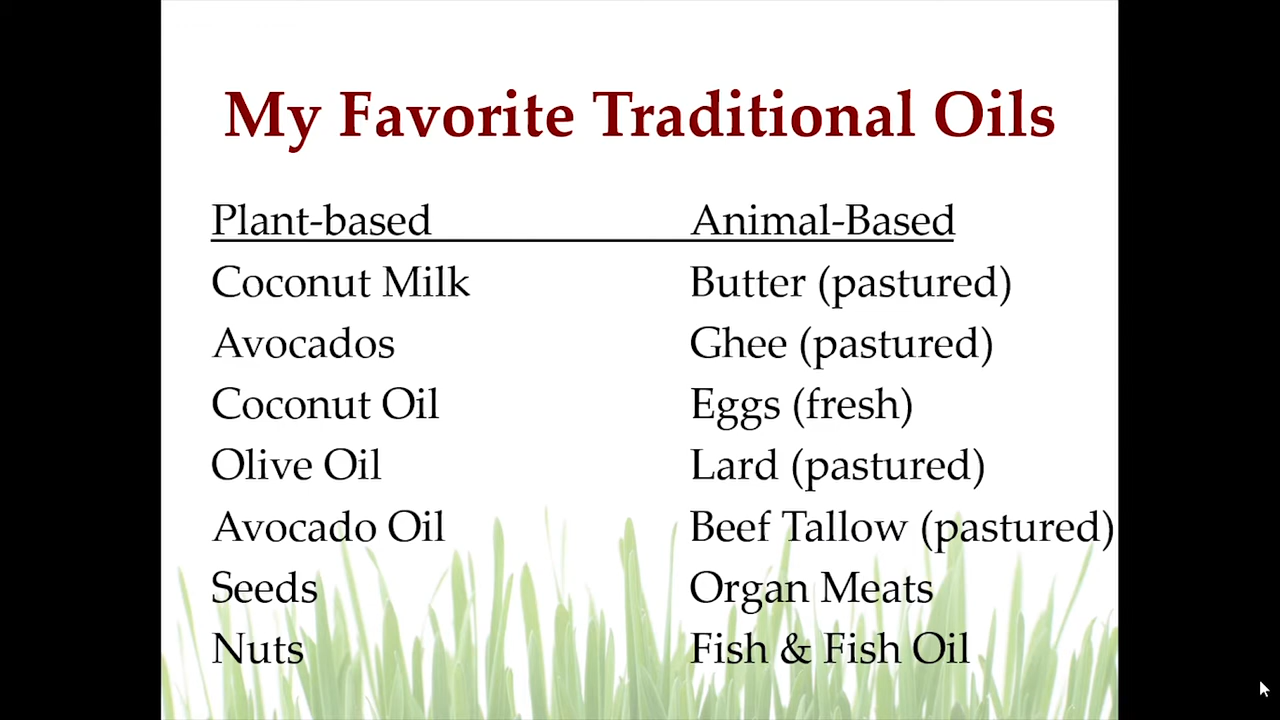 My Favorite Traditional Oils
Plant-based Animal-Based
Coconut Milk Butter (pastured)
Avocados Ghee (pastured)
Coconut Oil Eggs (fresh)
Olive Oil Lard (pastured)
Avocado Oil Beef Tallow (pastured)
Seeds Organ Meats
Nuts Fish & Fish Oil